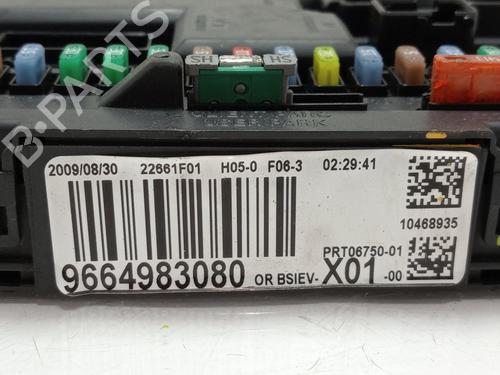 SH
HS
2009/08/30 22661F01 H05-0 F06-3 02:29:41
10468935
PRT06750-01
9664983080 OR BSIEV- X01 -00
B-Parts